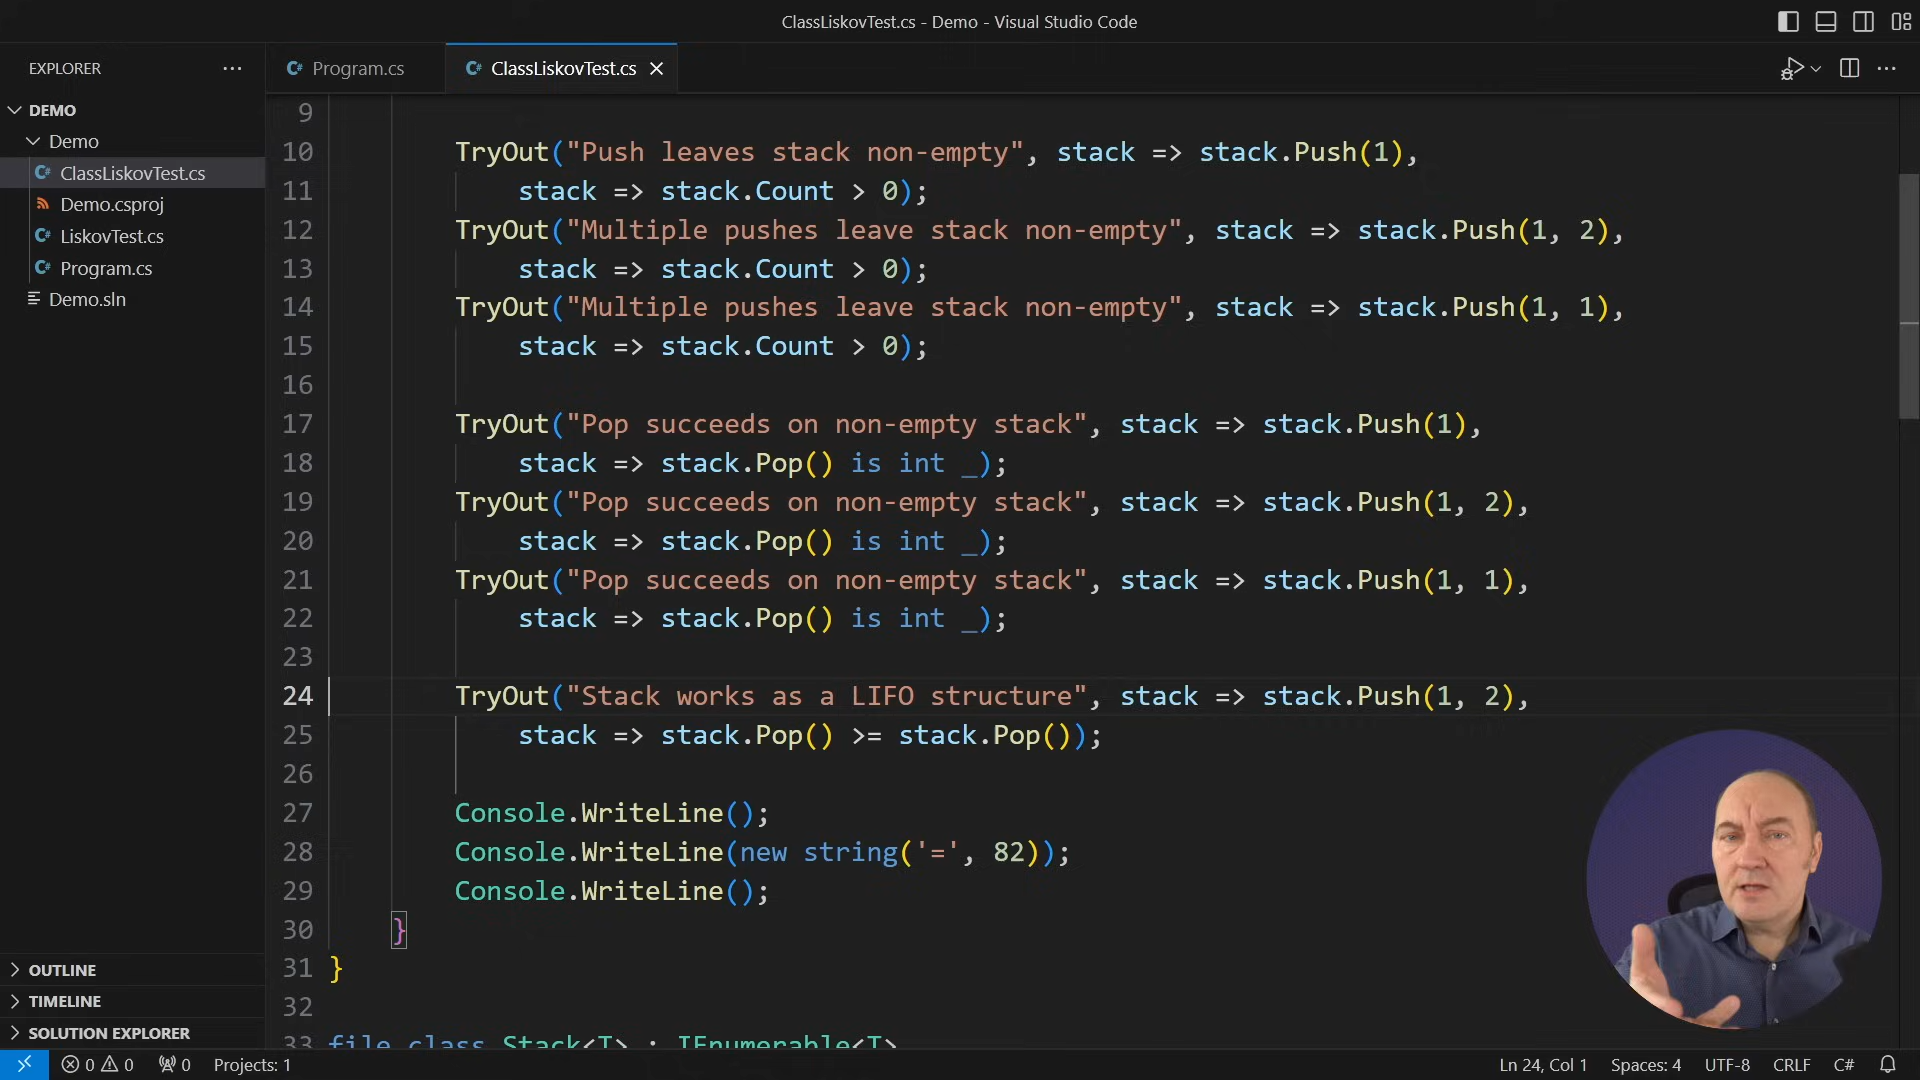 ClassLiskovTest.cs - Demo - Visual Studio Code
EXPLORER
Program.cs
ClassLiskovTest.cs
DEMO
Demo
ClassLiskovTest.cs
Demo.csproj
LiskovTest.cs
Program.cs
Demo.sln
9
10 TryOut("Push leaves stack non-empty", stack => stack.Push(1),
11 stack => stack.Count > 0);
12 TryOut("Multiple pushes leave stack non-empty", stack => stack.Push(1, 2),
13 stack => stack.Count > 0);
14 TryOut("Multiple pushes leave stack non-empty", stack => stack.Push(1, 1),
15 stack => stack.Count > 0);
16
17 TryOut("Pop succeeds on non-empty stack", stack => stack.Push(1),
18 stack => stack.Pop() is int _);
19 TryOut("Pop succeeds on non-empty stack", stack => stack.Push(1, 2),
20 stack => stack.Pop() is int _);
21 TryOut("Pop succeeds on non-empty stack", stack => stack.Push(1, 1),
22 stack => stack.Pop() is int _);
23
24 TryOut("Stack works as a LIFO structure", stack => stack.Push(1, 2),
25 stack => stack.Pop() >= stack.Pop());
26
27 Console.WriteLine();
28 Console.WriteLine(new string('=', 82));
29 Console.WriteLine();
30 }
31 }
32
33 file class Stack<T> : IEnumerable<T>
OUTLINE
TIMELINE
SOLUTION EXPLORER
0 0 0 Projects: 1
Ln 24, Col 1 Spaces: 4 UTF-8 CRLF C#